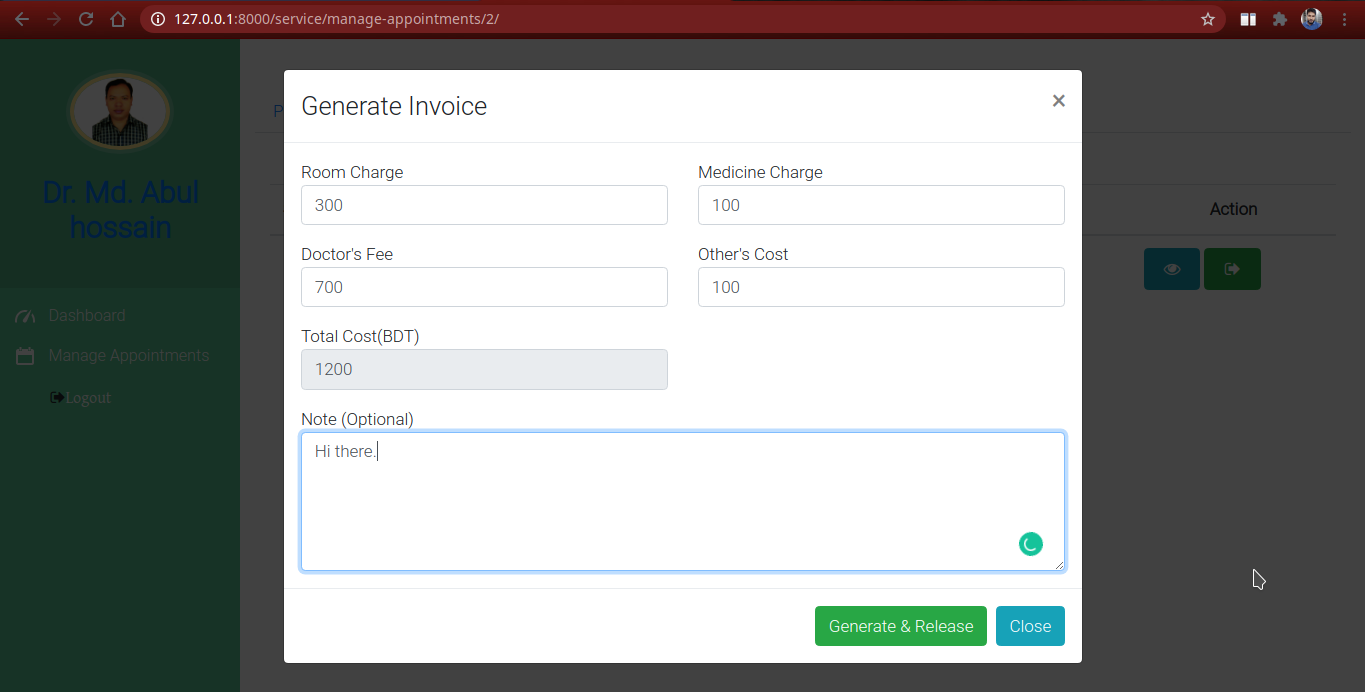 127.0.0.1:8000/service/manage-appointments/2/
Dr. Md. Abul
hossain
Dashboard
Manage Appointments
Logout
P
Generate Invoice
×
Room Charge
Medicine Charge
300
100
Doctor's Fee
Other's Cost
700
100
Total Cost(BDT)
1200
Note (Optional)
Hi there.
Generate & Release
Close
Action